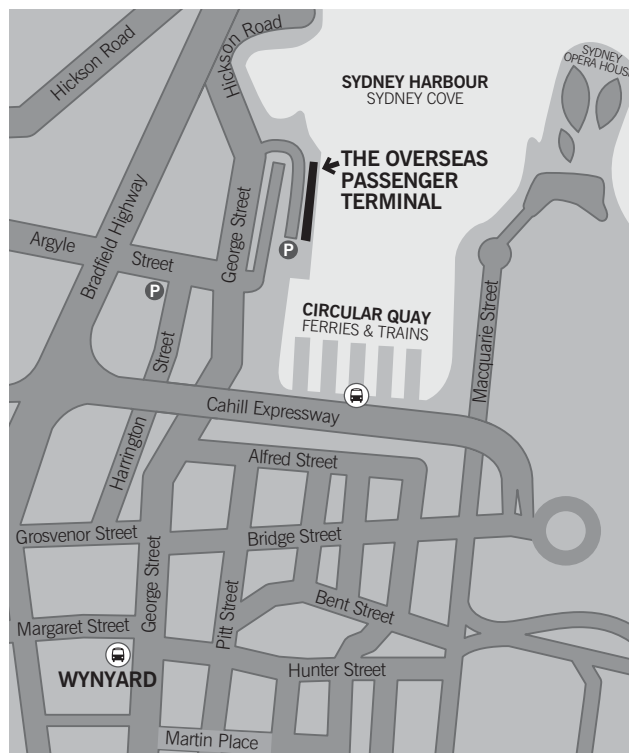 Hickson Road
Hickson Road
SYDNEY HARBOUR
SYDNEY COVE
SYDNEY
OPERA HOUSE
THE OVERSEAS
PASSENGER
TERMINAL
Bradfield Highway
George Street
Argyle Street
P
P
CIRCULAR QUAY
FERRIES & TRAINS
Macquarie Street
Harrington Street
Cahill Expressway
Alfred Street
Grosvenor Street
Bridge Street
George Street
Pitt Street
Bent Street
Margaret Street
WYNYARD
Hunter Street
Martin Place